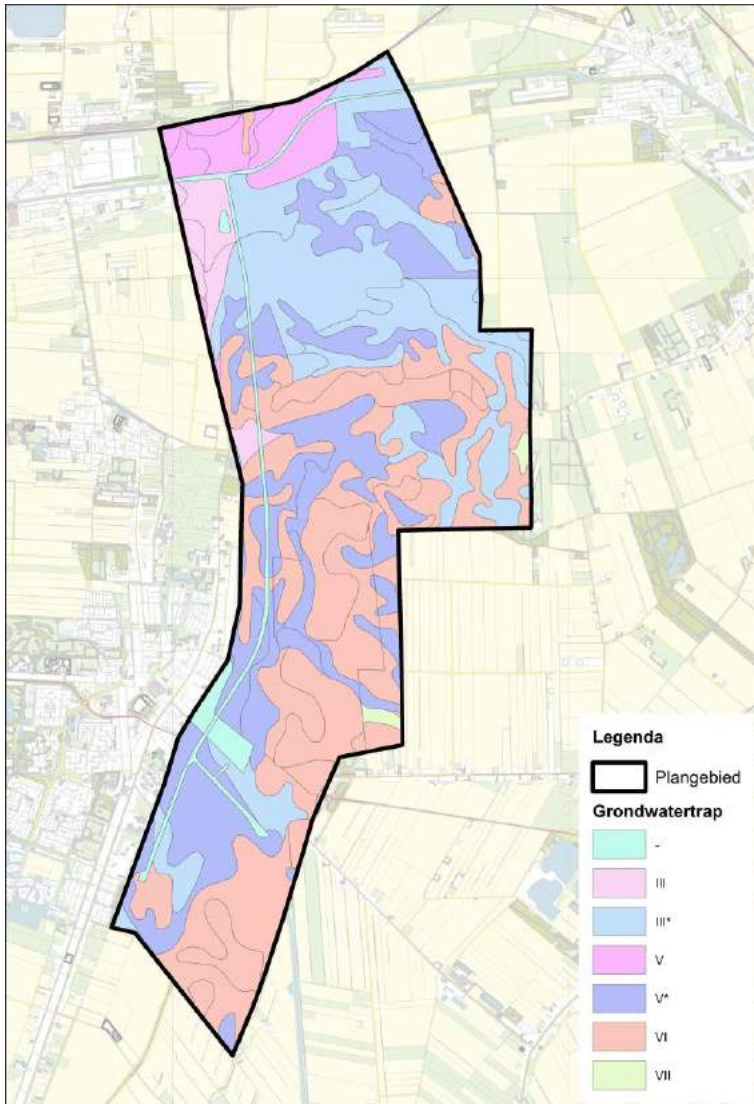 Legenda
Plangebied
Grondwatertrap
-
III
III*
V
V*
VI
VII